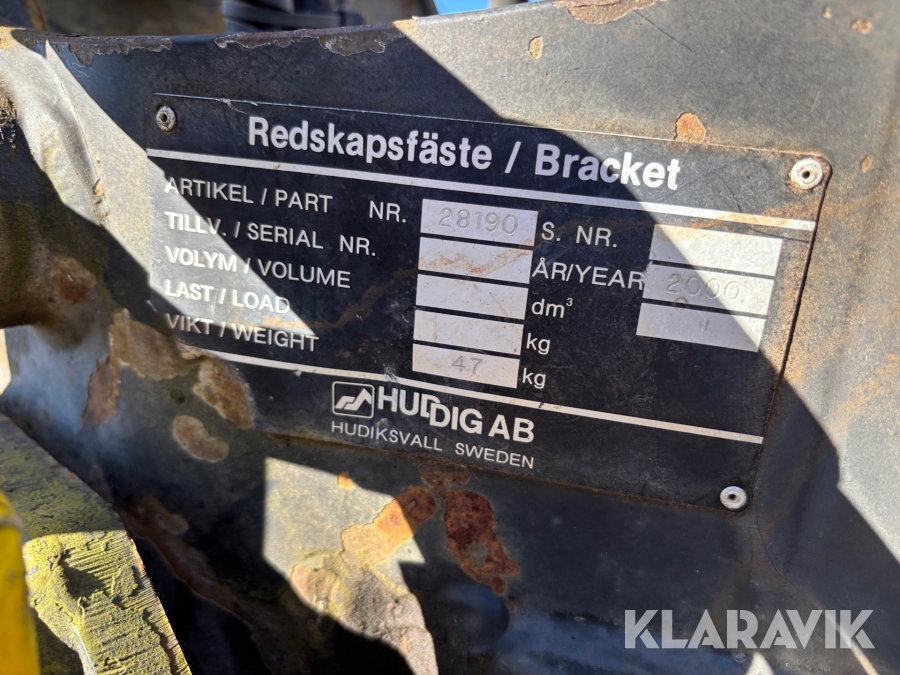 Redskapsfäste / Bracket
ARTIKEL / PART NR. 28190 S. NR.
TILLV. / SERIAL NR. ÅR/YEAR 2000
VOLYM / VOLUME dm³
LAST / LOAD kg
VIKT / WEIGHT 47 kg
HUDDIG AB
HUDIKSVALL SWEDEN
KLARAVIK